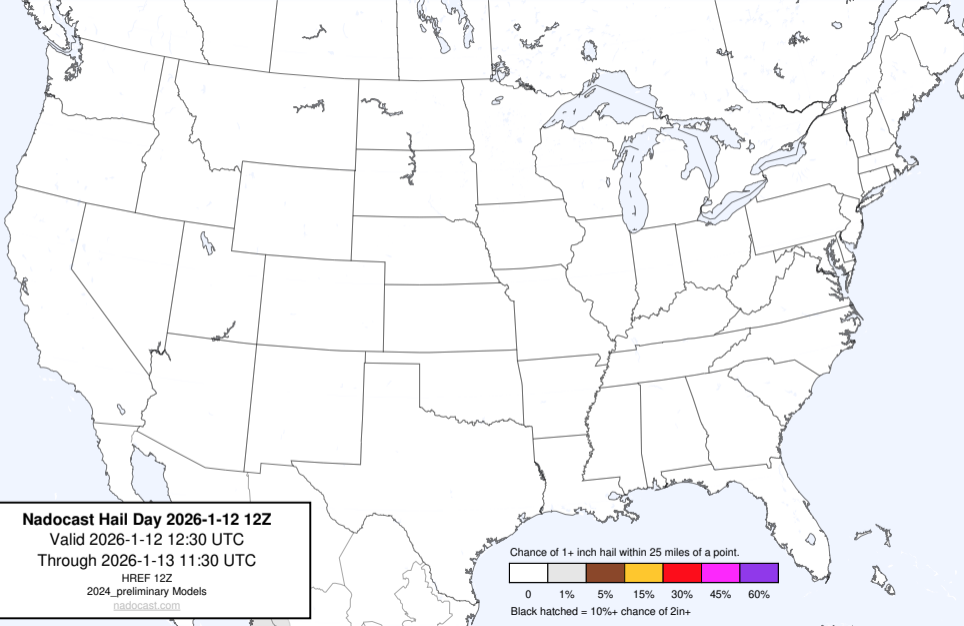 Nadocast Hail Day 2026-1-12 12Z
Valid 2026-1-12 12:30 UTC
Through 2026-1-13 11:30 UTC
HREF 12Z
2024_preliminary Models
nadocast.com
Chance of 1+ inch hail within 25 miles of a point.
0 1% 5% 15% 30% 45% 60%
Black hatched = 10%+ chance of 2in+